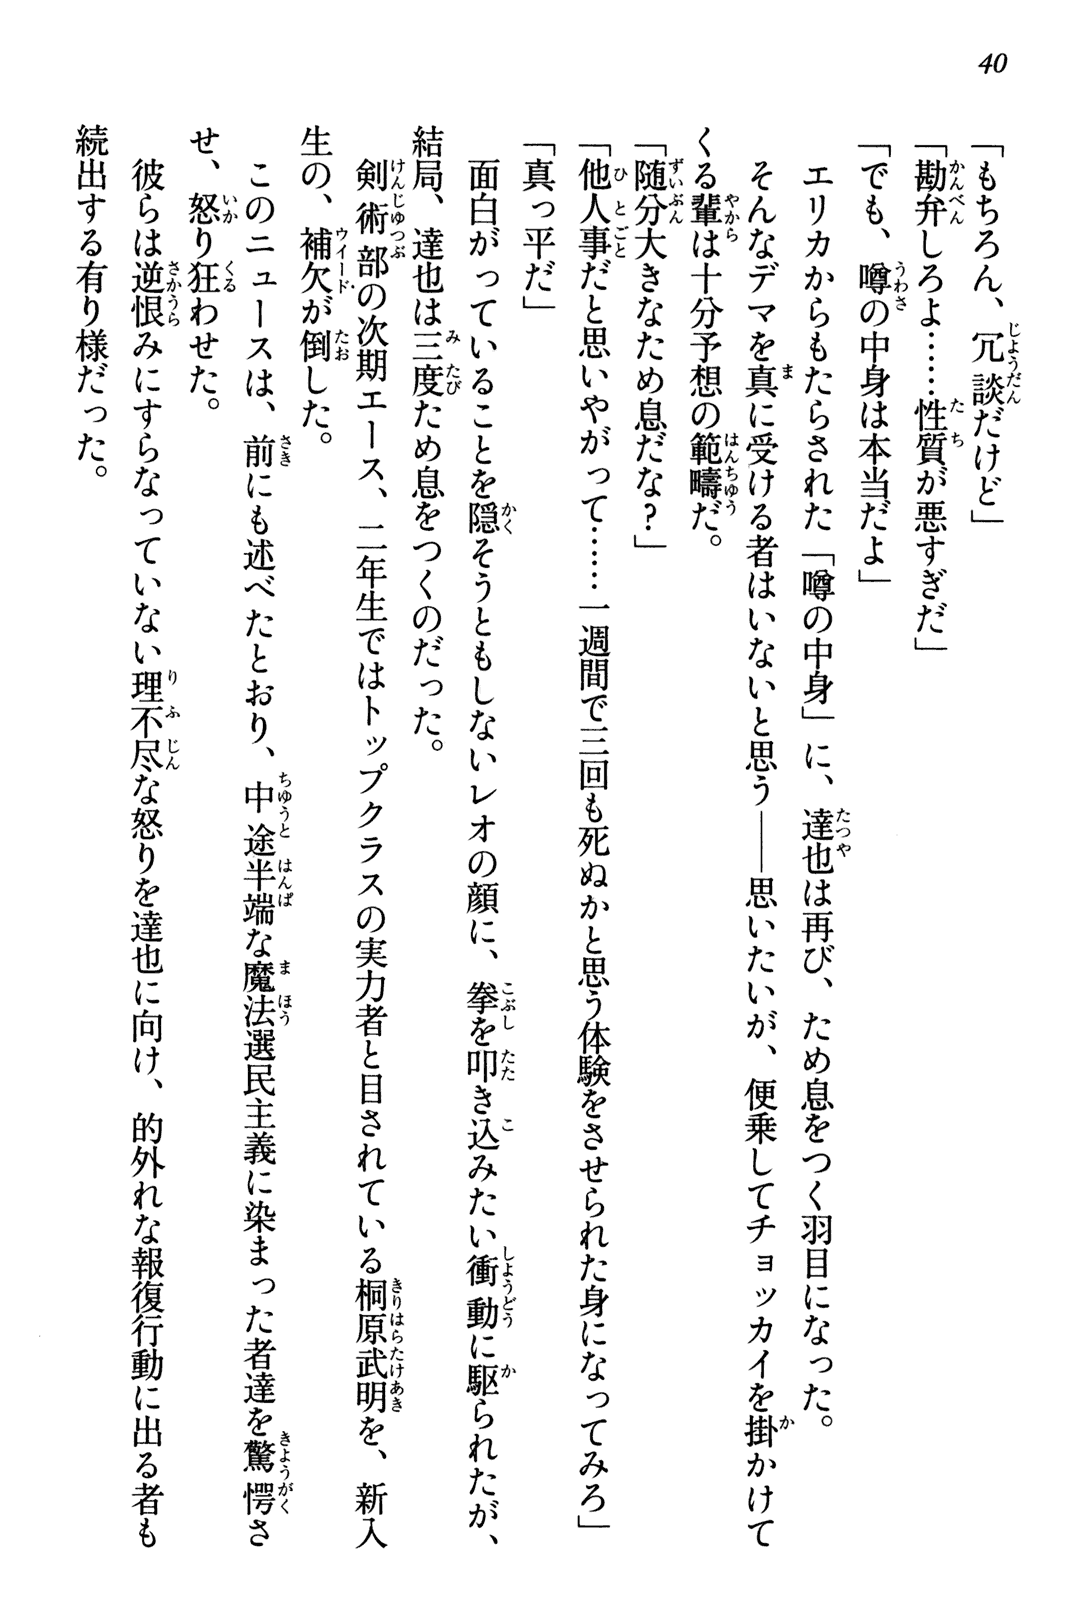 40
「もちろん、冗談だけど」
「勘弁しろよ……性質が悪すぎだ」
「でも、噂の中身は本当だよ」
エリカからもたらされた「噂の中身」に、達也は再び、ため息をつく羽目になった。
そんなデマを真に受ける者はいないと思う――思いたいが、便乗してチョッカイを掛かけて
くる輩は十分予想の範疇だ。
「随分大きなため息だな?」
「他人事だと思いやがって……一週間で三回も死ぬかと思う体験をさせられた身になってみろ」
「真っ平だ」
面白がっていることを隠そうともしないレオの顔に、拳を叩き込みたい衝動に駆られたが、
結局、達也は三度ため息をつくのだった。
剣術部の次期エース、二年生ではトップクラスの実力者と目されている桐原武明を、新入
生の、補欠が倒した。
このニュースは、前にも述べたとおり、中途半端な魔法選民主義に染まった者達を驚愕さ
せ、怒り狂わせた。
彼らは逆恨みにすらなっていない理不尽な怒りを達也に向け、的外れな報復行動に出る者も
続出する有り様だった。